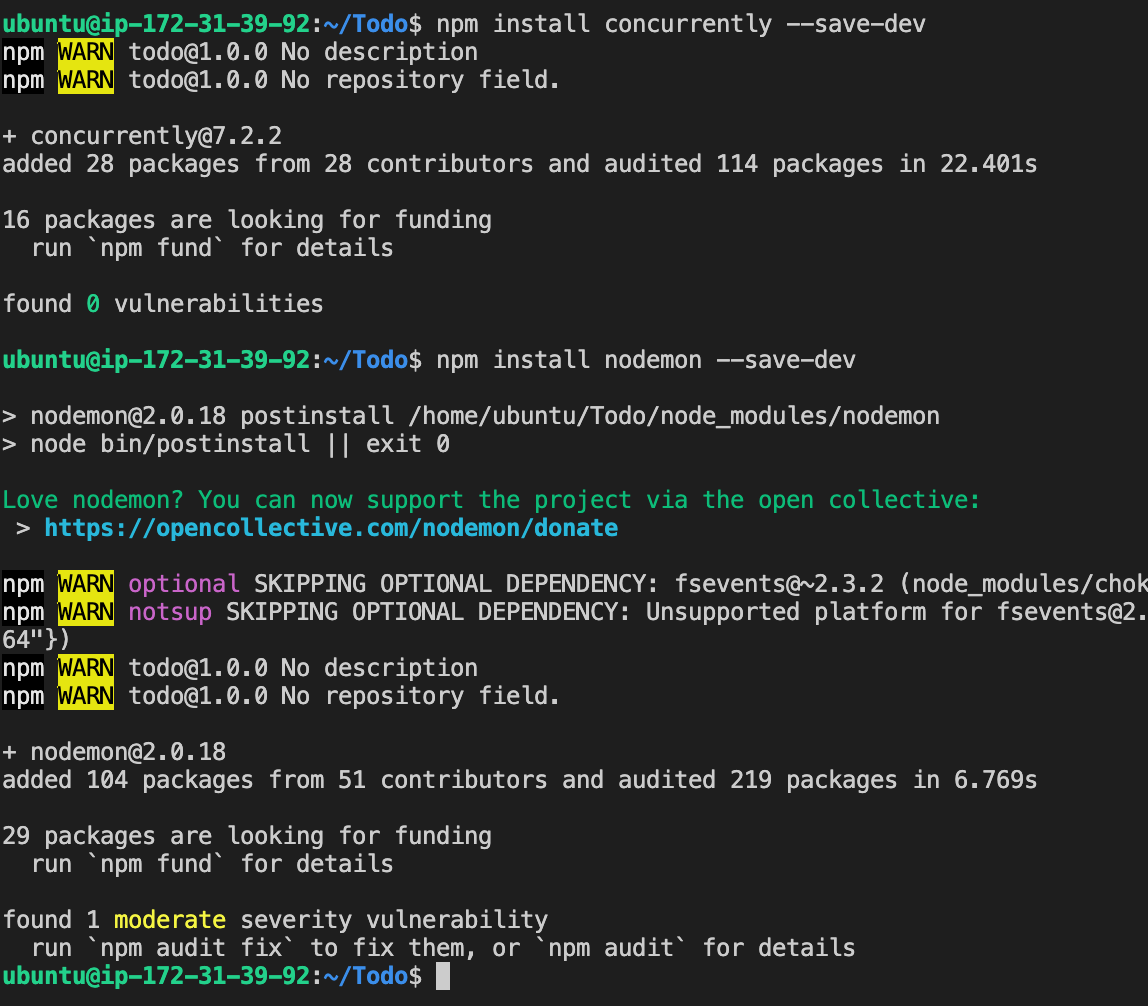 ubuntu@ip-172-31-39-92:~/Todo$ npm install concurrently --save-dev
npm WARN todo@1.0.0 No description
npm WARN todo@1.0.0 No repository field.
+ concurrently@7.2.2
added 28 packages from 28 contributors and audited 114 packages in 22.401s
16 packages are looking for funding
  run `npm fund` for details
found 0 vulnerabilities
ubuntu@ip-172-31-39-92:~/Todo$ npm install nodemon --save-dev
> nodemon@2.0.18 postinstall /home/ubuntu/Todo/node_modules/nodemon
> node bin/postinstall || exit 0
Love nodemon? You can now support the project via the open collective:
 > https://opencollective.com/nodemon/donate
npm WARN optional SKIPPING OPTIONAL DEPENDENCY: fsevents@~2.3.2 (node_modules/chok
npm WARN notsup SKIPPING OPTIONAL DEPENDENCY: Unsupported platform for fsevents@2.
64"})
npm WARN todo@1.0.0 No description
npm WARN todo@1.0.0 No repository field.
+ nodemon@2.0.18
added 104 packages from 51 contributors and audited 219 packages in 6.769s
29 packages are looking for funding
  run `npm fund` for details
found 1 moderate severity vulnerability
  run `npm audit fix` to fix them, or `npm audit` for details
ubuntu@ip-172-31-39-92:~/Todo$